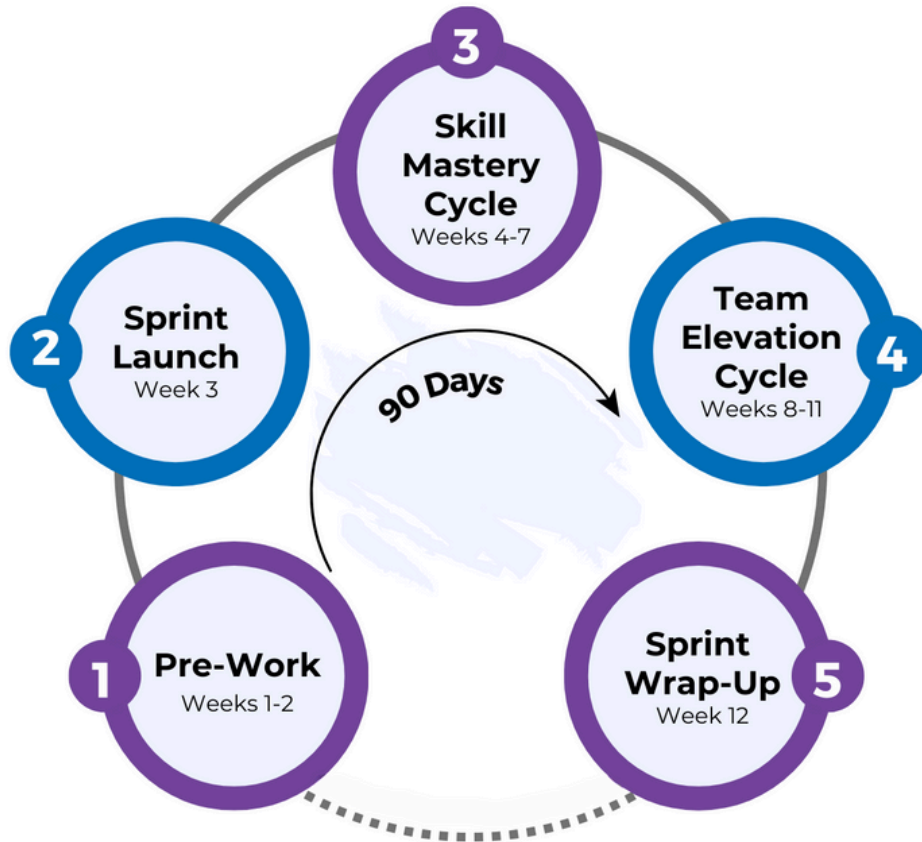 1
Pre-Work
Weeks 1-2
2
Sprint
Launch
Week 3
3
Skill
Mastery
Cycle
Weeks 4-7
4
Team
Elevation
Cycle
Weeks 8-11
5
Sprint
Wrap-Up
Week 12
90 Days